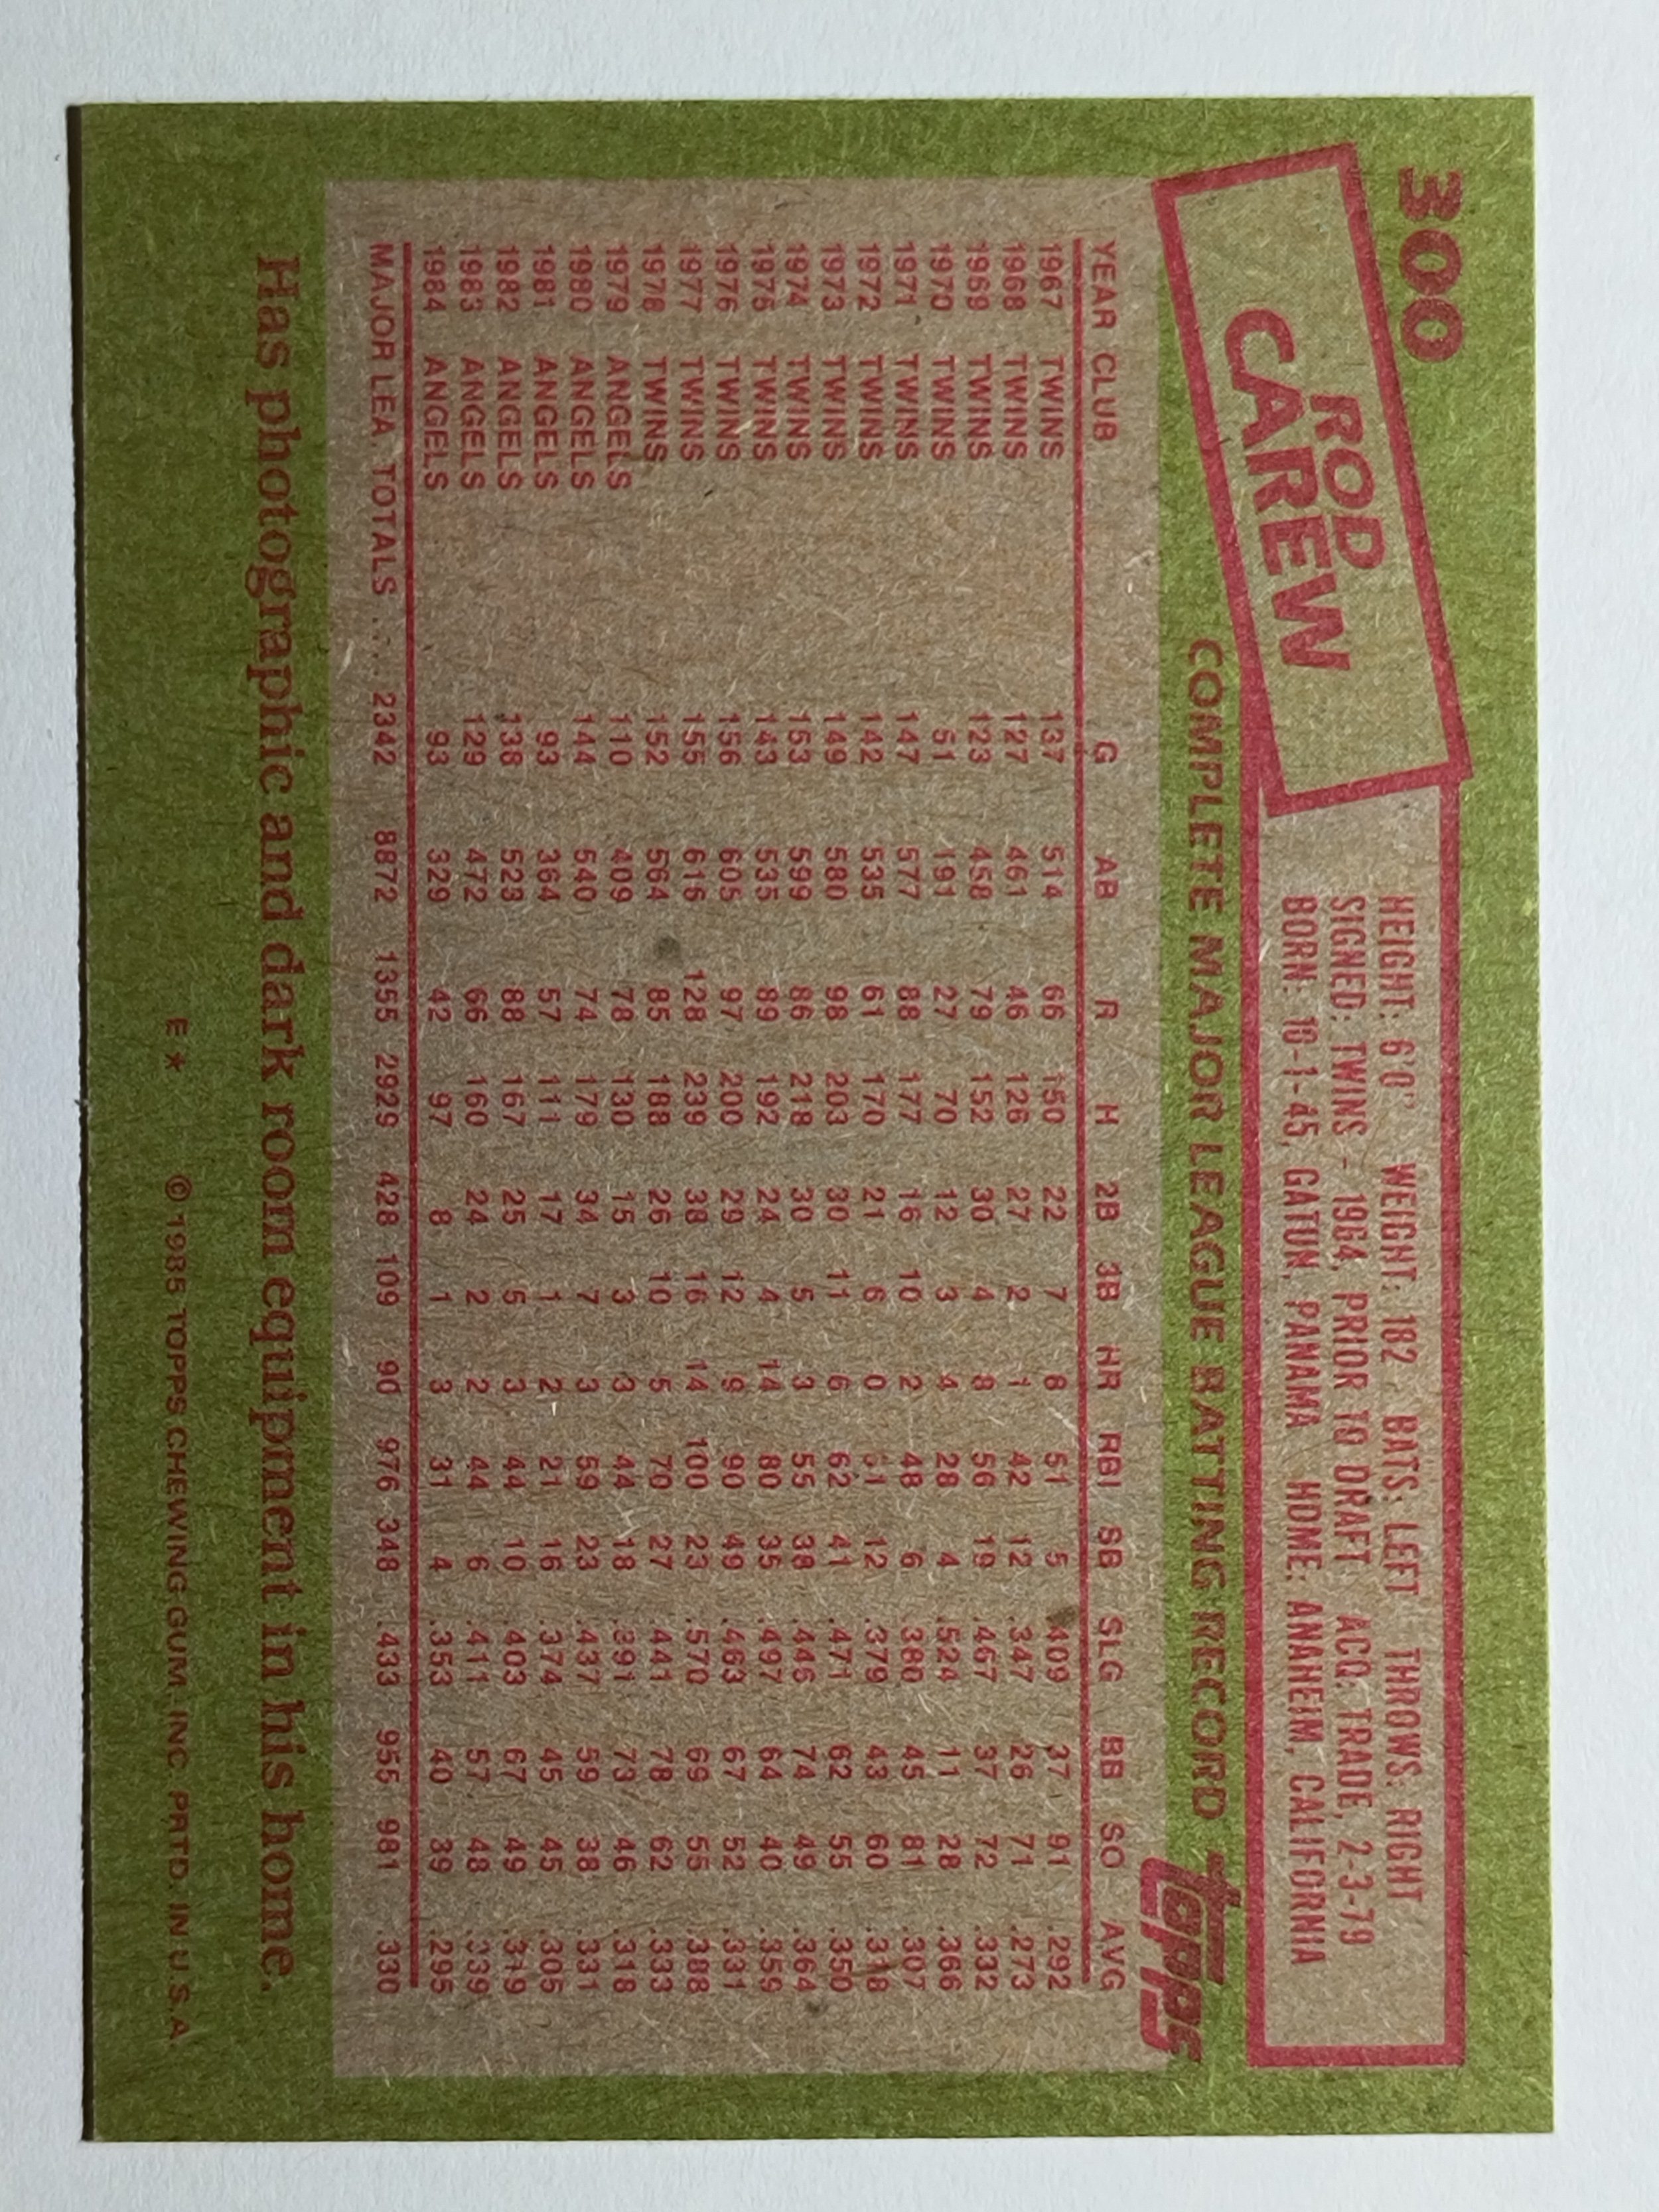 300
ROD
CAREW
HEIGHT: 6'0" WEIGHT: 182 BATS: LEFT THROWS: RIGHT
SIGNED: TWINS - 1964, PRIOR TO DRAFT ACQ: TRADE, 2-3-79
BORN: 10-1-45, GATUN, PANAMA HOME: ANAHEIM, CALIFORNIA
COMPLETE MAJOR LEAGUE BATTING RECORD topps
YEAR CLUB G AB R H 2B 3B HR RBI SB SLG BB SO AVG
1967 TWINS 137 514 66 150 22 7 8 51 5 .409 37 91 .292
1968 TWINS 127 461 46 126 27 2 1 42 12 .347 26 71 .273
1969 TWINS 123 458 79 152 30 4 8 56 19 .467 37 72 .332
1970 TWINS 51 191 27 70 12 3 4 28 4 .524 11 28 .366
1971 TWINS 147 577 88 177 16 10 2 48 6 .380 45 81 .307
1972 TWINS 142 535 61 170 21 6 0 51 12 .379 43 60 .318
1973 TWINS 149 580 98 203 30 11 6 62 41 .471 62 55 .350
1974 TWINS 153 599 86 218 30 5 3 55 38 .446 74 49 .364
1975 TWINS 143 535 89 192 24 4 14 80 35 .497 64 40 .359
1976 TWINS 156 605 97 200 29 12 9 90 49 .463 67 52 .331
1977 TWINS 155 616 128 239 38 16 14 100 23 .570 69 55 .388
1978 TWINS 152 564 85 188 26 10 5 70 27 .441 78 62 .333
1979 ANGELS 110 409 78 130 15 3 3 44 18 .391 73 46 .318
1980 ANGELS 144 540 74 179 34 7 3 59 23 .437 59 38 .331
1981 ANGELS 93 364 57 111 17 1 2 21 16 .374 45 45 .305
1982 ANGELS 138 523 88 167 25 5 3 44 10 .403 67 49 .319
1983 ANGELS 129 472 66 160 24 2 2 44 6 .411 57 48 .339
1984 ANGELS 93 329 42 97 8 1 3 31 4 .353 40 39 .295
MAJOR LEA. TOTALS .... 2342 8872 1355 2929 428 109 90 976 348 .433 955 981 .330
Has photographic and dark room equipment in his home.
E * © 1985 TOPPS CHEWING GUM, INC. PRTD. IN U.S.A.